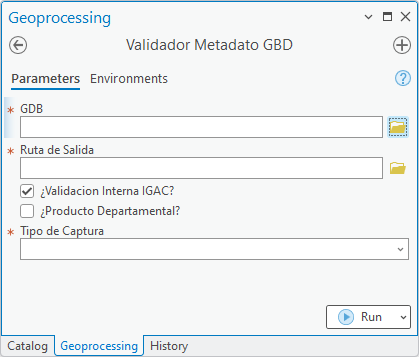 Geoprocessing
Validador Metadato GBD
Parameters Environments
* GDB
* Ruta de Salida
¿Validacion Interna IGAC?
¿Producto Departamental?
* Tipo de Captura
Run
Catalog Geoprocessing History